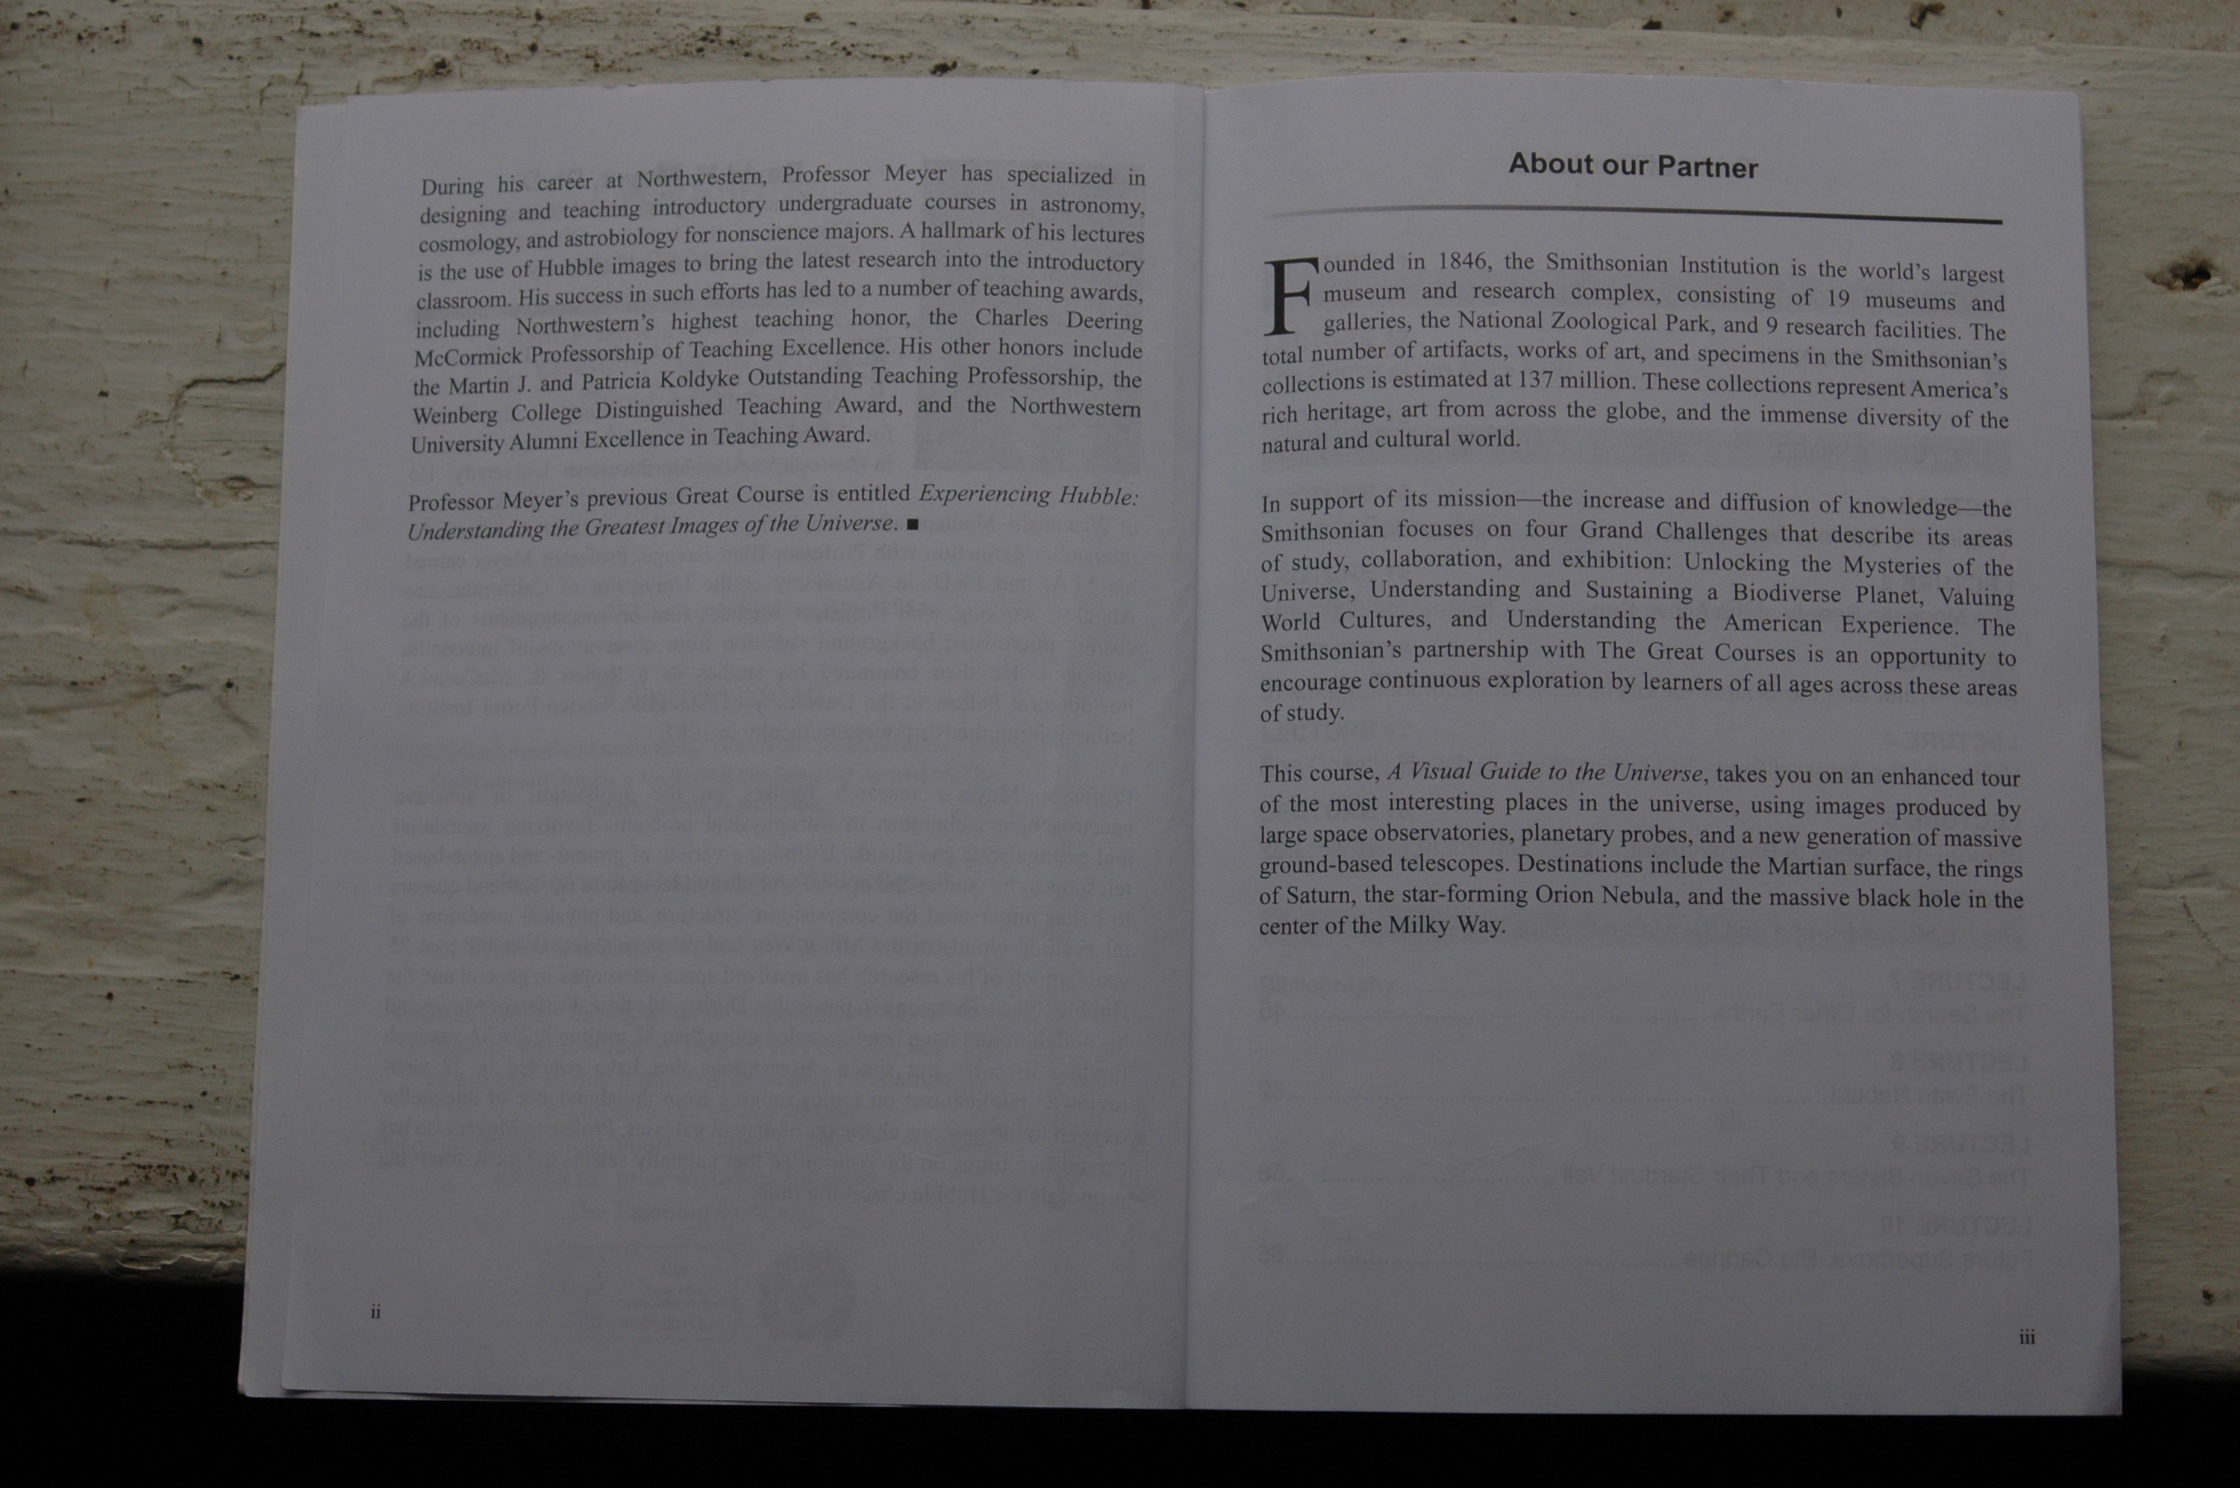 During his career at Northwestern, Professor Meyer has specialized in
designing and teaching introductory undergraduate courses in astronomy,
cosmology, and astrobiology for nonscience majors. A hallmark of his lectures
is the use of Hubble images to bring the latest research into the introductory
classroom. His success in such efforts has led to a number of teaching awards,
including Northwestern's highest teaching honor, the Charles Deering
McCormick Professorship of Teaching Excellence. His other honors include
the Martin J. and Patricia Koldyke Outstanding Teaching Professorship, the
Weinberg College Distinguished Teaching Award, and the Northwestern
University Alumni Excellence in Teaching Award.
Professor Meyer's previous Great Course is entitled Experiencing Hubble:
Understanding the Greatest Images of the Universe. ■
ii
About our Partner
Founded in 1846, the Smithsonian Institution is the world's largest
museum and research complex, consisting of 19 museums and
galleries, the National Zoological Park, and 9 research facilities. The
total number of artifacts, works of art, and specimens in the Smithsonian's
collections is estimated at 137 million. These collections represent America's
rich heritage, art from across the globe, and the immense diversity of the
natural and cultural world.
In support of its mission—the increase and diffusion of knowledge—the
Smithsonian focuses on four Grand Challenges that describe its areas
of study, collaboration, and exhibition: Unlocking the Mysteries of the
Universe, Understanding and Sustaining a Biodiverse Planet, Valuing
World Cultures, and Understanding the American Experience. The
Smithsonian's partnership with The Great Courses is an opportunity to
encourage continuous exploration by learners of all ages across these areas
of study.
This course, A Visual Guide to the Universe, takes you on an enhanced tour
of the most interesting places in the universe, using images produced by
large space observatories, planetary probes, and a new generation of massive
ground-based telescopes. Destinations include the Martian surface, the rings
of Saturn, the star-forming Orion Nebula, and the massive black hole in the
center of the Milky Way.
iii